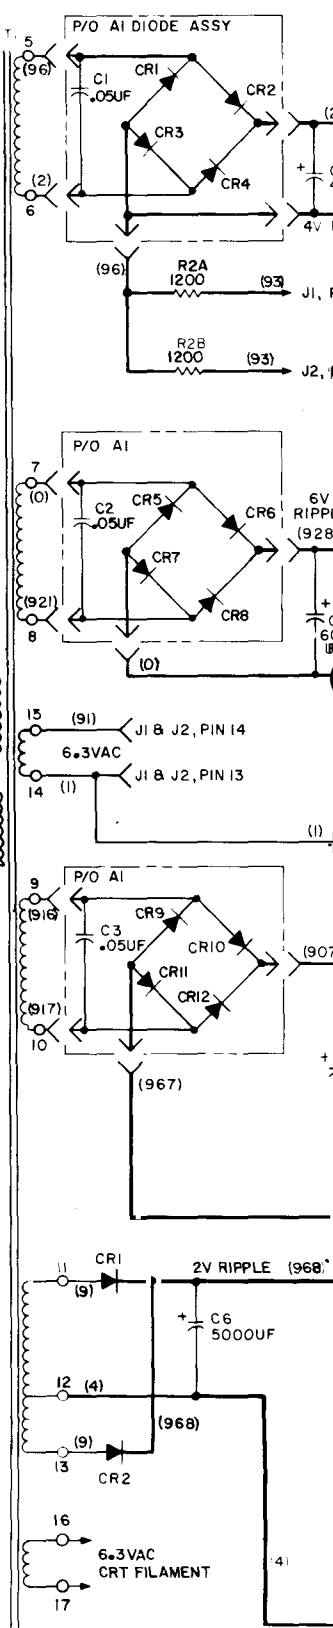 P/O A1 DIODE ASSY
5
(96)
C1
.05UF
CR1
CR2
CR3
CR4
(2)
6
4V
(96)
R2A
1200
(93)
J1,
R2B
1200
(93)
J2,
P/O A1
7
(0)
C2
.05UF
CR5
CR6
6V
(928
CR7
CR8
(921)
8
(0)
15
(91)
J1 & J2, PIN 14
6.3VAC
14
(1)
J1 & J2, PIN 13
(1)
P/O A1
9
(916)
C3
.05UF
CR9
CR10
(907
CR11
CR12
(917)
10
+
(967)
11
(9)
CR1
2V RIPPLE (968)
+
C6
5000UF
12 (4)
(968)
(9)
13
CR2
16
6.3VAC
CRT FILAMENT
17